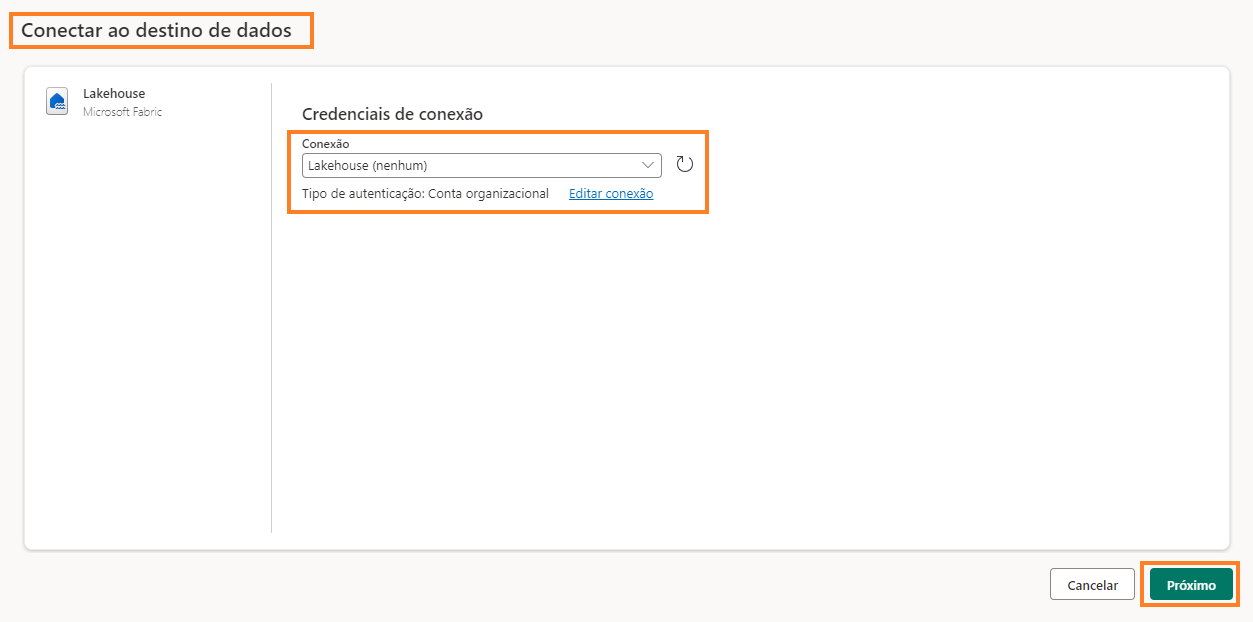 Conectar ao destino de dados
Lakehouse
Microsoft Fabric
Credenciais de conexão
Conexão
Lakehouse (nenhum)
Tipo de autenticação: Conta organizacional Editar conexão
Cancelar Próximo